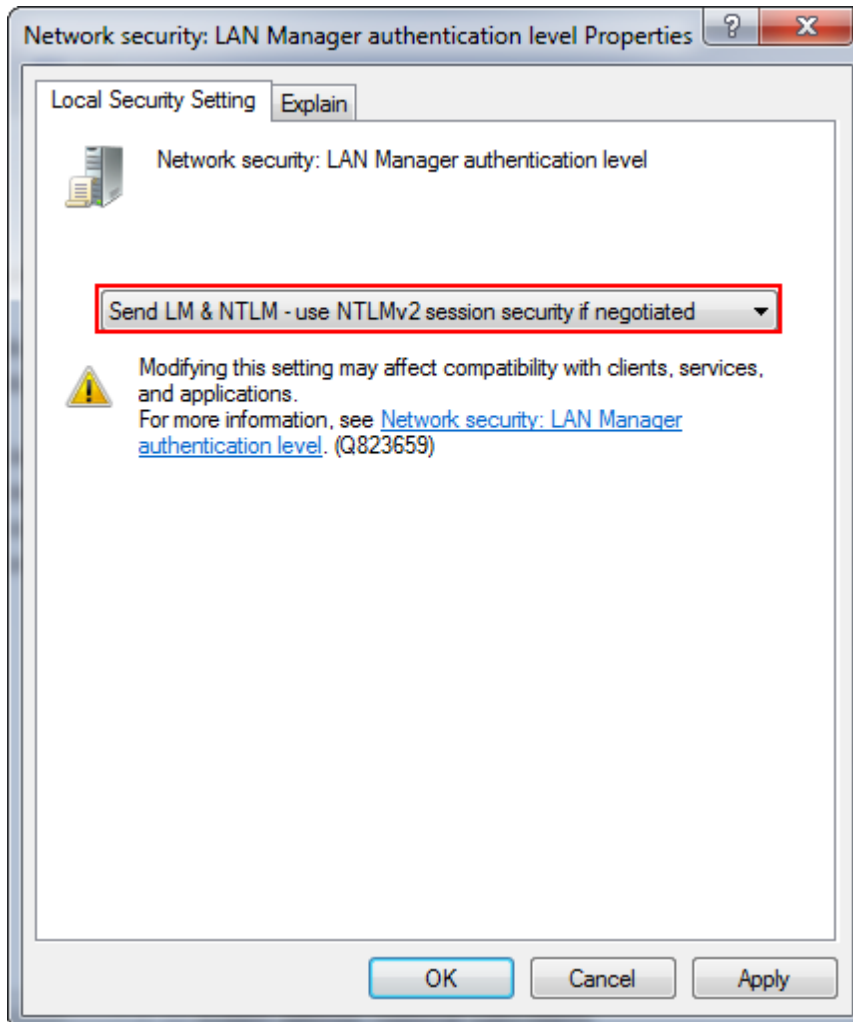 Network security: LAN Manager authentication level Properties
Local Security Setting
Explain
Network security: LAN Manager authentication level
Send LM & NTLM - use NTLMv2 session security if negotiated
Modifying this setting may affect compatibility with clients, services,
and applications.
For more information, see Network security: LAN Manager
authentication level. (Q823659)
OK
Cancel
Apply